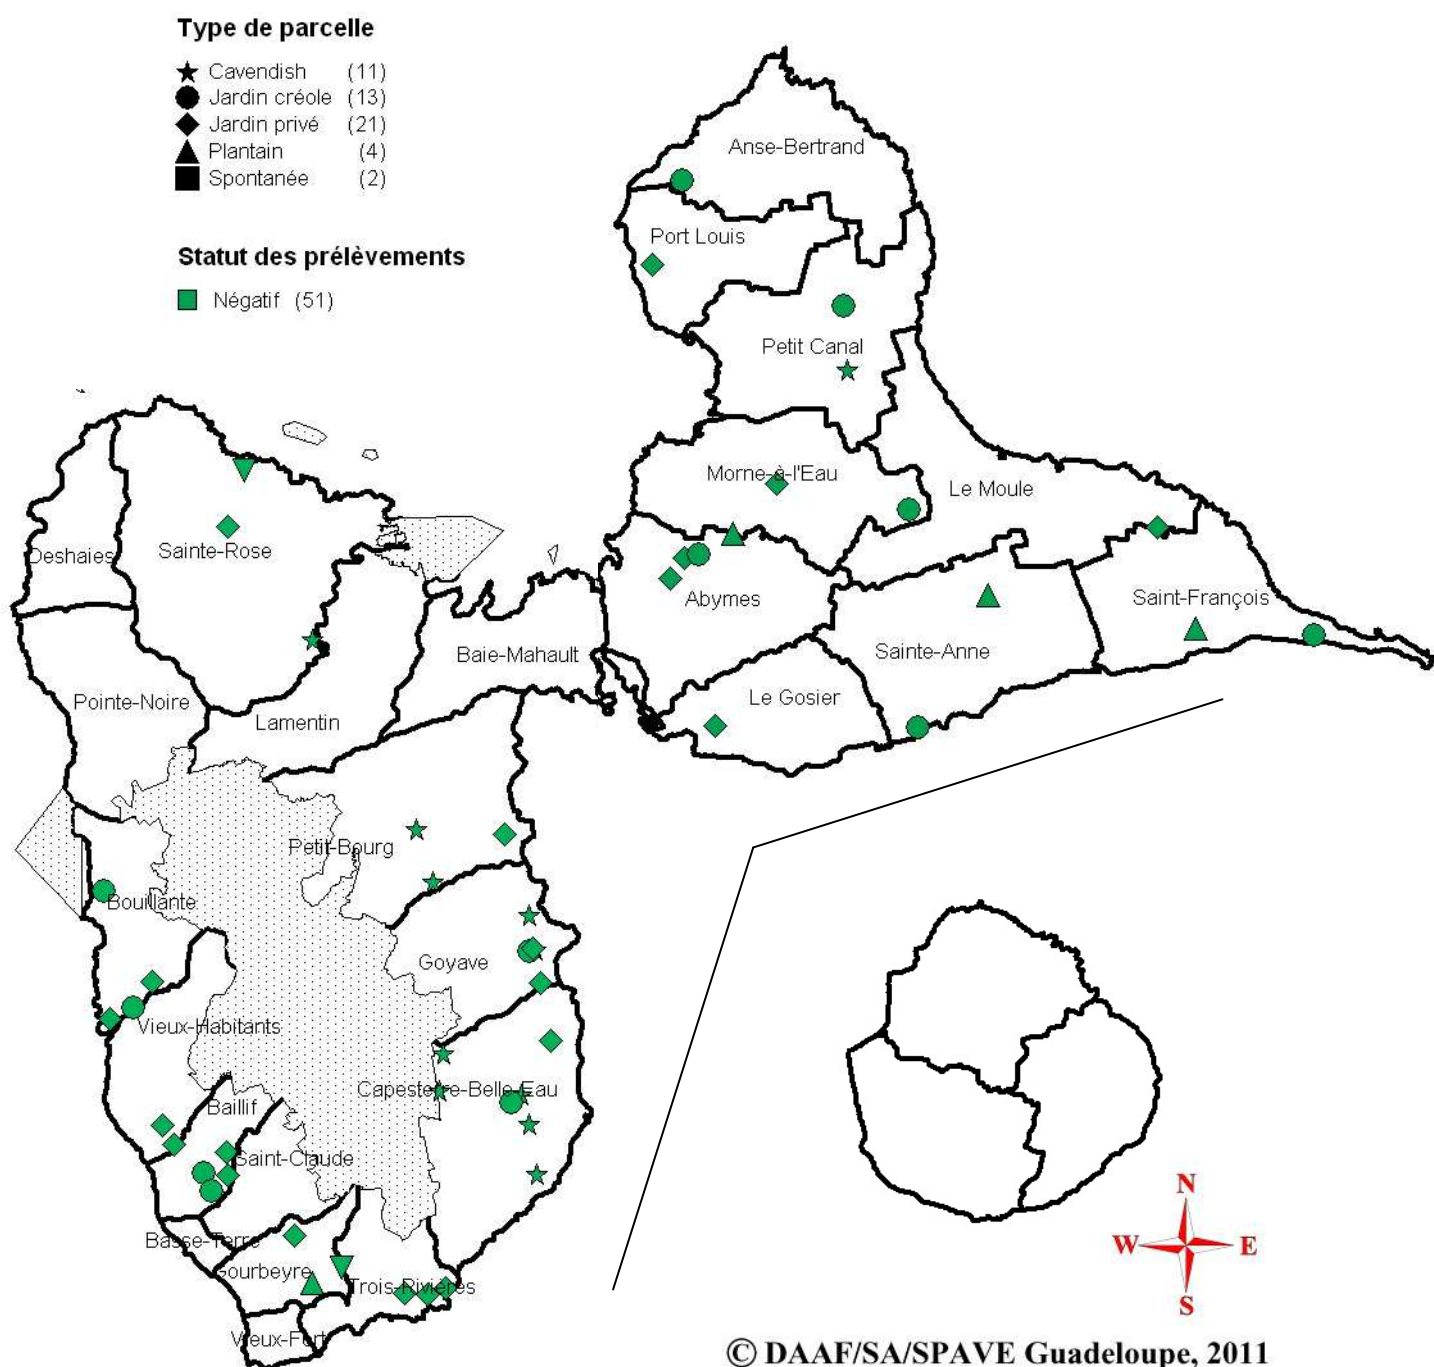 Type de parcelle
Cavendish (11)
Jardin créole (13)
Jardin privé (21)
Plantain (4)
Spontanée (2)
Statut des prélèvements
Négatif (51)
Anse-Bertrand
Port Louis
Petit Canal
Morne-à-l'Eau
Le Moule
Deshaies
Sainte-Rose
Abymes
Saint-François
Baie-Mahault
Sainte-Anne
Pointe-Noire
Lamentin
Le Gosier
Petit-Bourg
Bouillante
Goyave
Vieux-Habitants
Capesterre-Belle-Eau
Baillif
Saint-Claude
Basse-Terre
Gourbeyre
Trois-Rivières
Vieux-Fort
N
W E
S
© DAAF/SA/SPAVE Guadeloupe, 2011